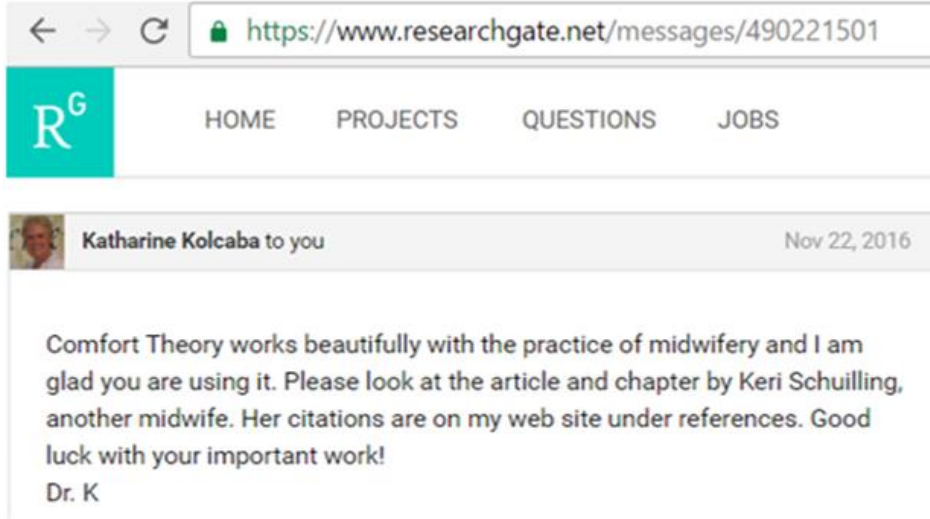 https://www.researchgate.net/messages/490221501
RG HOME PROJECTS QUESTIONS JOBS
Katharine Kolcaba to you Nov 22, 2016
Comfort Theory works beautifully with the practice of midwifery and I am
glad you are using it. Please look at the article and chapter by Keri Schuilling,
another midwife. Her citations are on my web site under references. Good
luck with your important work!
Dr. K